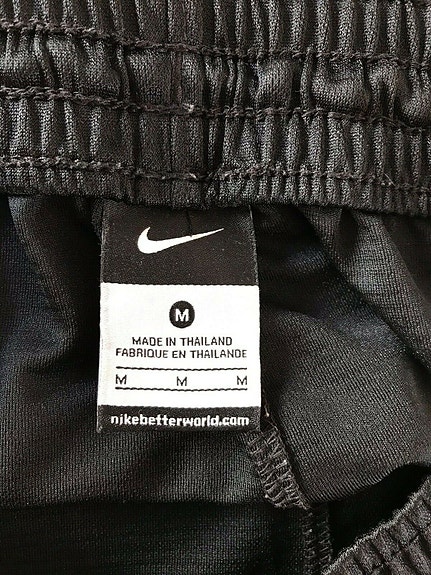 M
MADE IN THAILAND
FABRIQUE EN THAILANDE
M M M
nikebetterworld.com